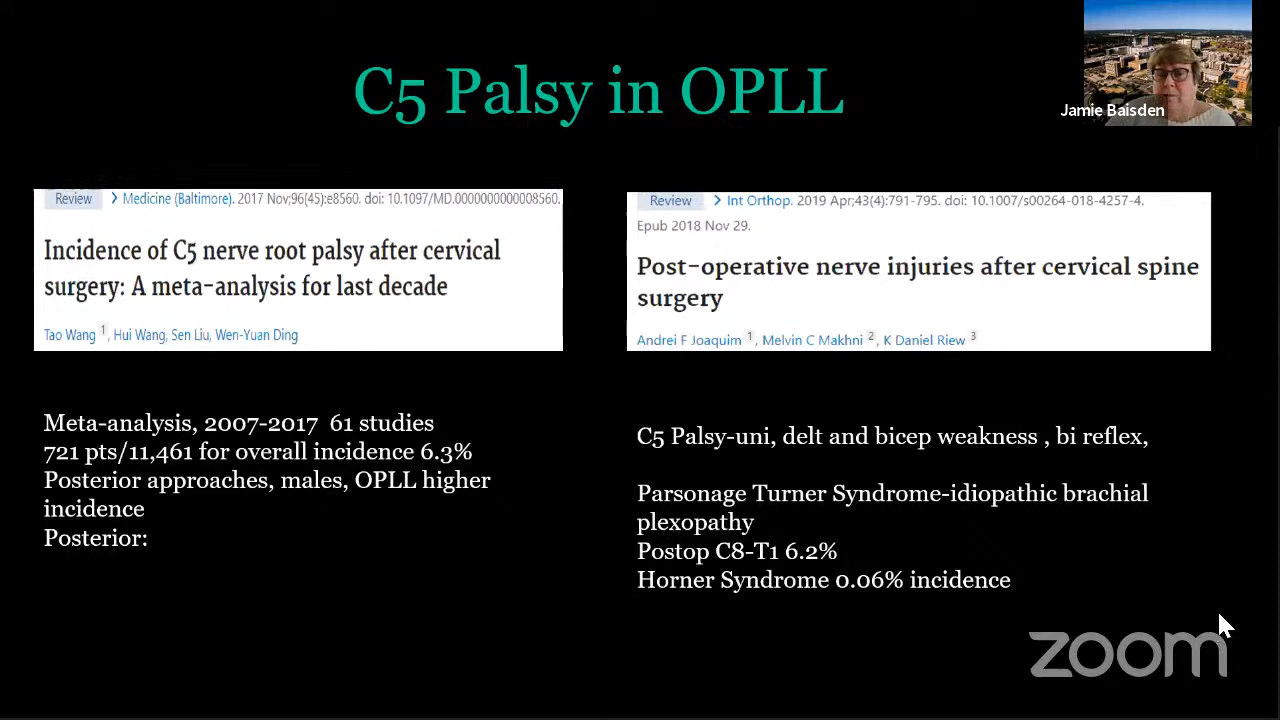 C5 Palsy in OPLL
Jamie Baisden
Review > Medicine (Baltimore). 2017 Nov;96(45):e8560. doi: 10.1097/MD.0000000000008560.
Incidence of C5 nerve root palsy after cervical
surgery: A meta-analysis for last decade
Tao Wang 1, Hui Wang, Sen Liu, Wen-Yuan Ding
Meta-analysis, 2007-2017 61 studies
721 pts/11,461 for overall incidence 6.3%
Posterior approaches, males, OPLL higher
incidence
Posterior:
Review > Int Orthop. 2019 Apr;43(4):791-795. doi: 10.1007/s00264-018-4257-4.
Epub 2018 Nov 29.
Post-operative nerve injuries after cervical spine
surgery
Andrei F Joaquim 1, Melvin C Makhni 2, K Daniel Riew 3
C5 Palsy-uni, delt and bicep weakness , bi reflex,
Parsonage Turner Syndrome-idiopathic brachial
plexopathy
Postop C8-T1 6.2%
Horner Syndrome 0.06% incidence
zoom